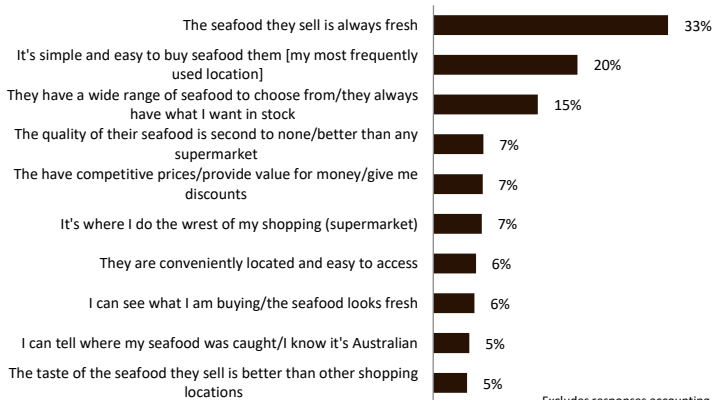 The seafood they sell is always fresh
33%
It's simple and easy to buy seafood them [my most frequently
used location]
20%
They have a wide range of seafood to choose from/they always
have what I want in stock
15%
The quality of their seafood is second to none/better than any
supermarket
7%
The have competitive prices/provide value for money/give me
discounts
7%
It's where I do the wrest of my shopping (supermarket)
7%
They are conveniently located and easy to access
6%
I can see what I am buying/the seafood looks fresh
6%
I can tell where my seafood was caught/I know it's Australian
5%
The taste of the seafood they sell is better than other shopping
locations
5%
Excludes responses accounting